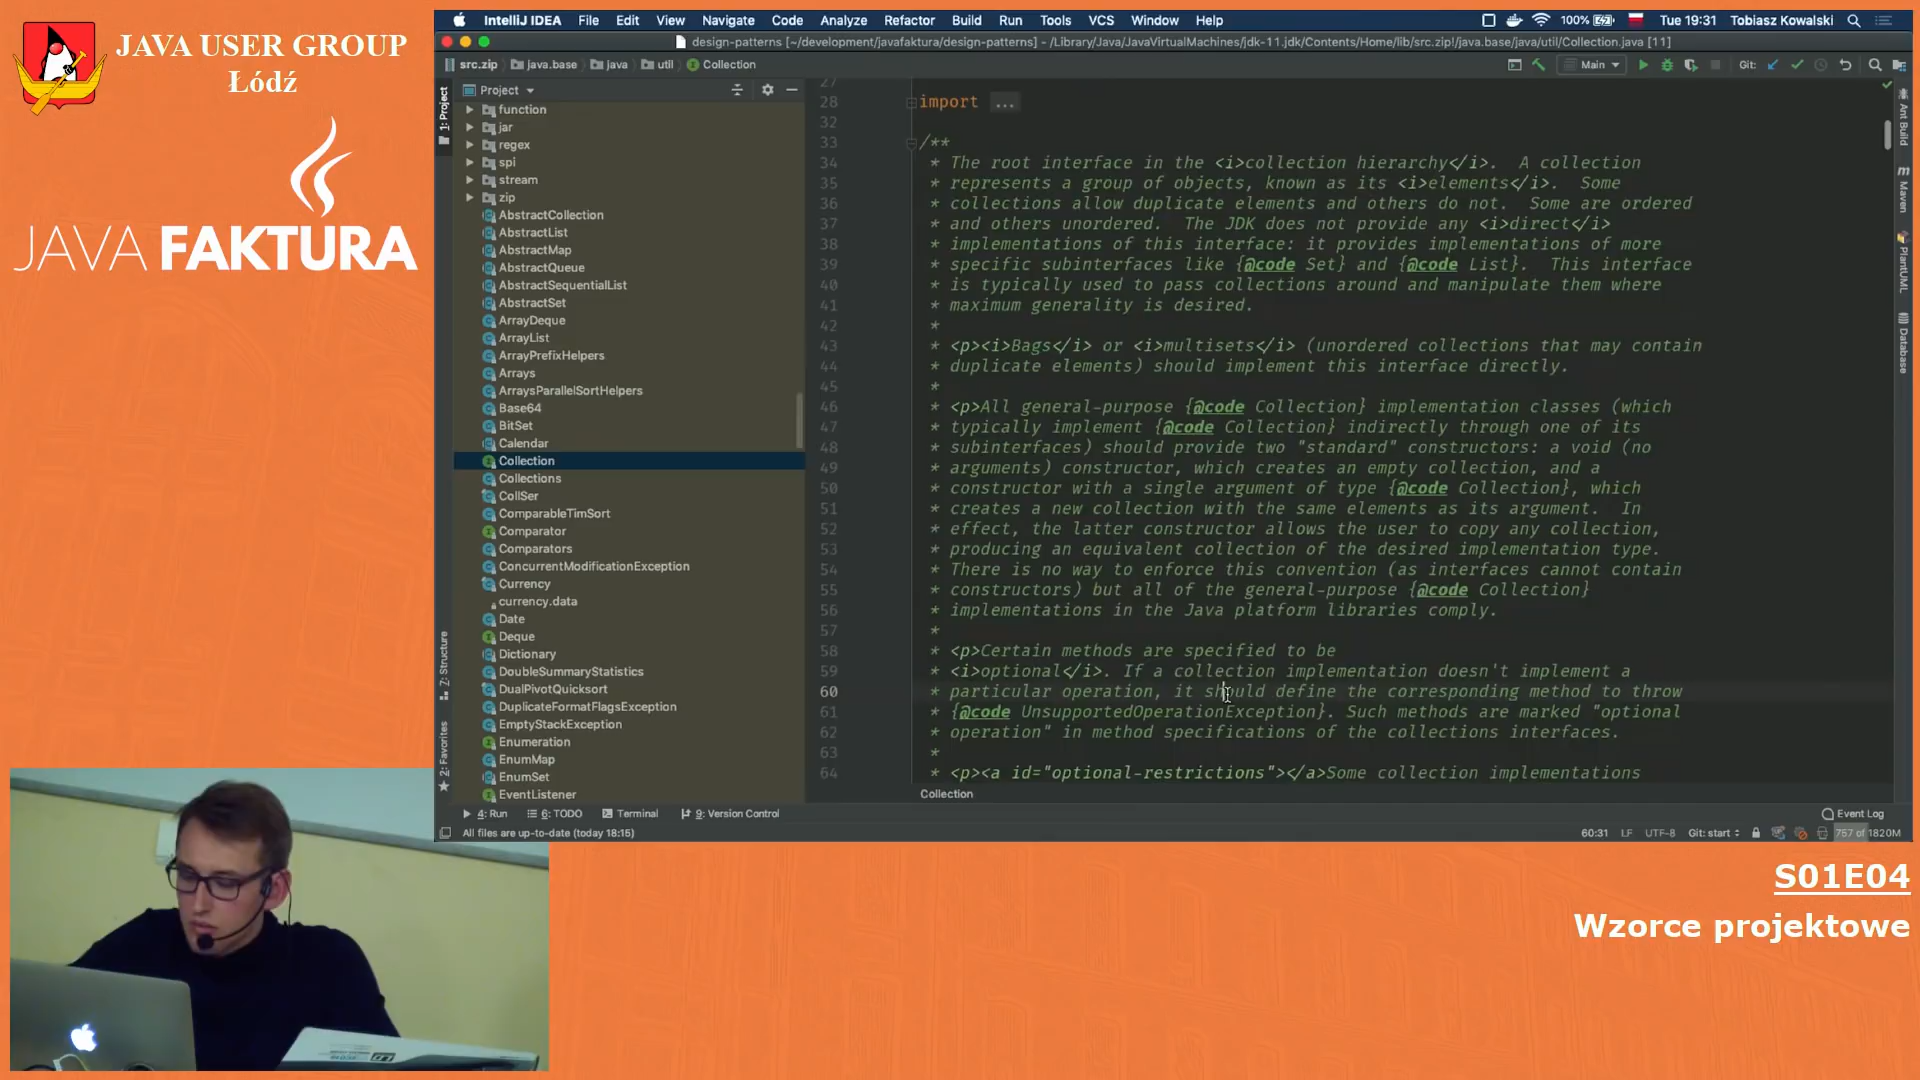 JAVA USER GROUP
Łódź
JAVA FAKTURA
IntelliJ IDEA File Edit View Navigate Code Analyze Refactor Build Run Tools VCS Window Help
100% Tue 19:31 Tobiasz Kowalski
design-patterns [~/development/javafaktura/design-patterns] - /Library/Java/JavaVirtualMachines/jdk-11.jdk/Contents/Home/lib/src.zip!/java.base/java/util/Collection.java [11]
src.zip java.base java util Collection
Main Git:
1: Project
7: Structure
2: Favorites
Project
function
jar
regex
spi
stream
zip
AbstractCollection
AbstractList
AbstractMap
AbstractQueue
AbstractSequentialList
AbstractSet
ArrayDeque
ArrayList
ArrayPrefixHelpers
Arrays
ArraysParallelSortHelpers
Base64
BitSet
Calendar
Collection
Collections
CollSer
ComparableTimSort
Comparator
Comparators
ConcurrentModificationException
Currency
currency.data
Date
Deque
Dictionary
DoubleSummaryStatistics
DualPivotQuicksort
DuplicateFormatFlagsException
EmptyStackException
Enumeration
EnumMap
EnumSet
EventListener
27
28 import ...
32
33 /**
34 * The root interface in the <i>collection hierarchy</i>.  A collection
35 * represents a group of objects, known as its <i>elements</i>.  Some
36 * collections allow duplicate elements and others do not.  Some are ordered
37 * and others unordered.  The JDK does not provide any <i>direct</i>
38 * implementations of this interface: it provides implementations of more
39 * specific subinterfaces like {@code Set} and {@code List}.  This interface
40 * is typically used to pass collections around and manipulate them where
41 * maximum generality is desired.
42 *
43 * <p><i>Bags</i> or <i>multisets</i> (unordered collections that may contain
44 * duplicate elements) should implement this interface directly.
45 *
46 * <p>All general-purpose {@code Collection} implementation classes (which
47 * typically implement {@code Collection} indirectly through one of its
48 * subinterfaces) should provide two "standard" constructors: a void (no
49 * arguments) constructor, which creates an empty collection, and a
50 * constructor with a single argument of type {@code Collection}, which
51 * creates a new collection with the same elements as its argument.  In
52 * effect, the latter constructor allows the user to copy any collection,
53 * producing an equivalent collection of the desired implementation type.
54 * There is no way to enforce this convention (as interfaces cannot contain
55 * constructors) but all of the general-purpose {@code Collection}
56 * implementations in the Java platform libraries comply.
57 *
58 * <p>Certain methods are specified to be
59 * <i>optional</i>. If a collection implementation doesn't implement a
60 * particular operation, it should define the corresponding method to throw
61 * {@code UnsupportedOperationException}. Such methods are marked "optional
62 * operation" in method specifications of the collections interfaces.
63 *
64 * <p><a id="optional-restrictions"></a>Some collection implementations
Collection
Ant Build
Maven
PlantUML
Database
4: Run 6: TODO Terminal 9: Version Control Event Log
All files are up-to-date (today 18:15) 60:31 LF UTF-8 Git: start 757 of 1820M
S01E04
Wzorce projektowe